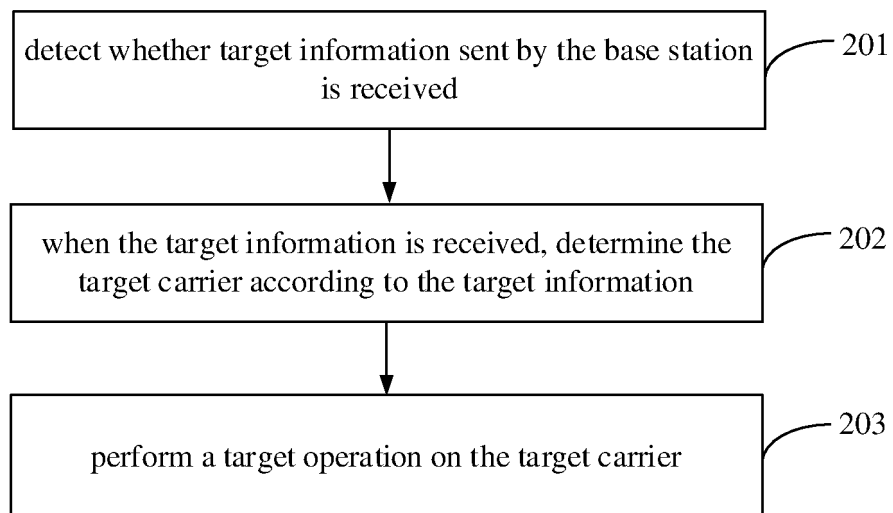 detect whether target information sent by the base station
is received
201
when the target information is received, determine the
target carrier according to the target information
202
perform a target operation on the target carrier
203